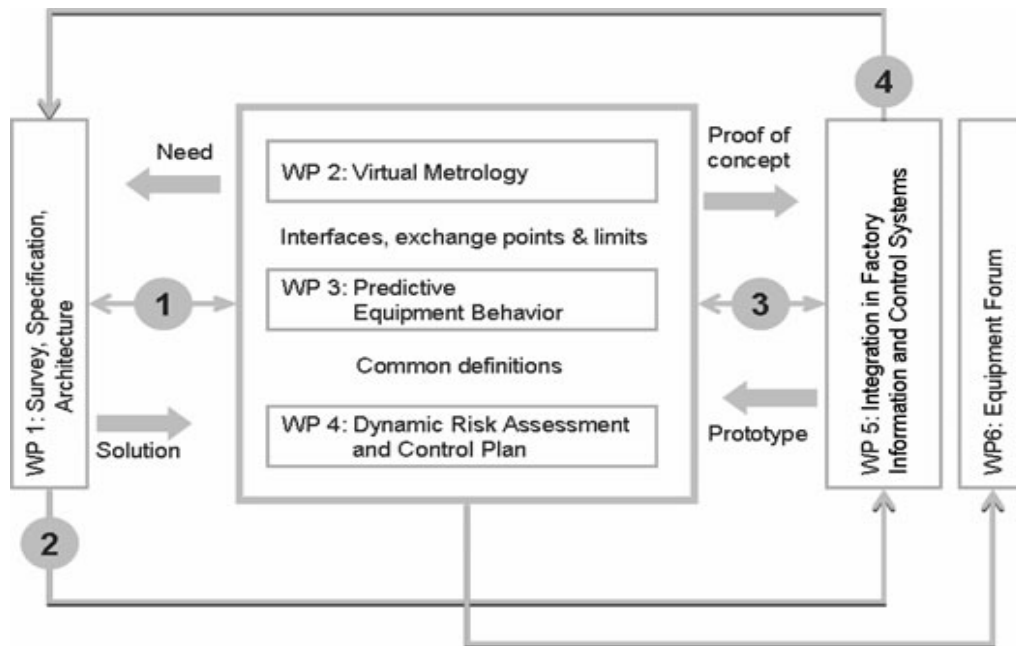 4
WP 1: Survey, Specification,
Architecture
Need
1
Solution
2
WP 2: Virtual Metrology
Interfaces, exchange points & limits
WP 3: Predictive
Equipment Behavior
Common definitions
WP 4: Dynamic Risk Assessment
and Control Plan
Proof of
concept
3
Prototype
WP 5: Integration in Factory
Information and Control Systems
WP6: Equipment Forum